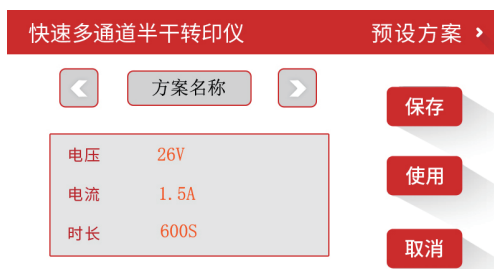 快速多通道半干转印仪
预设方案
方案名称
保存
电压 26V
使用
电流 1.5A
时长 600S
取消